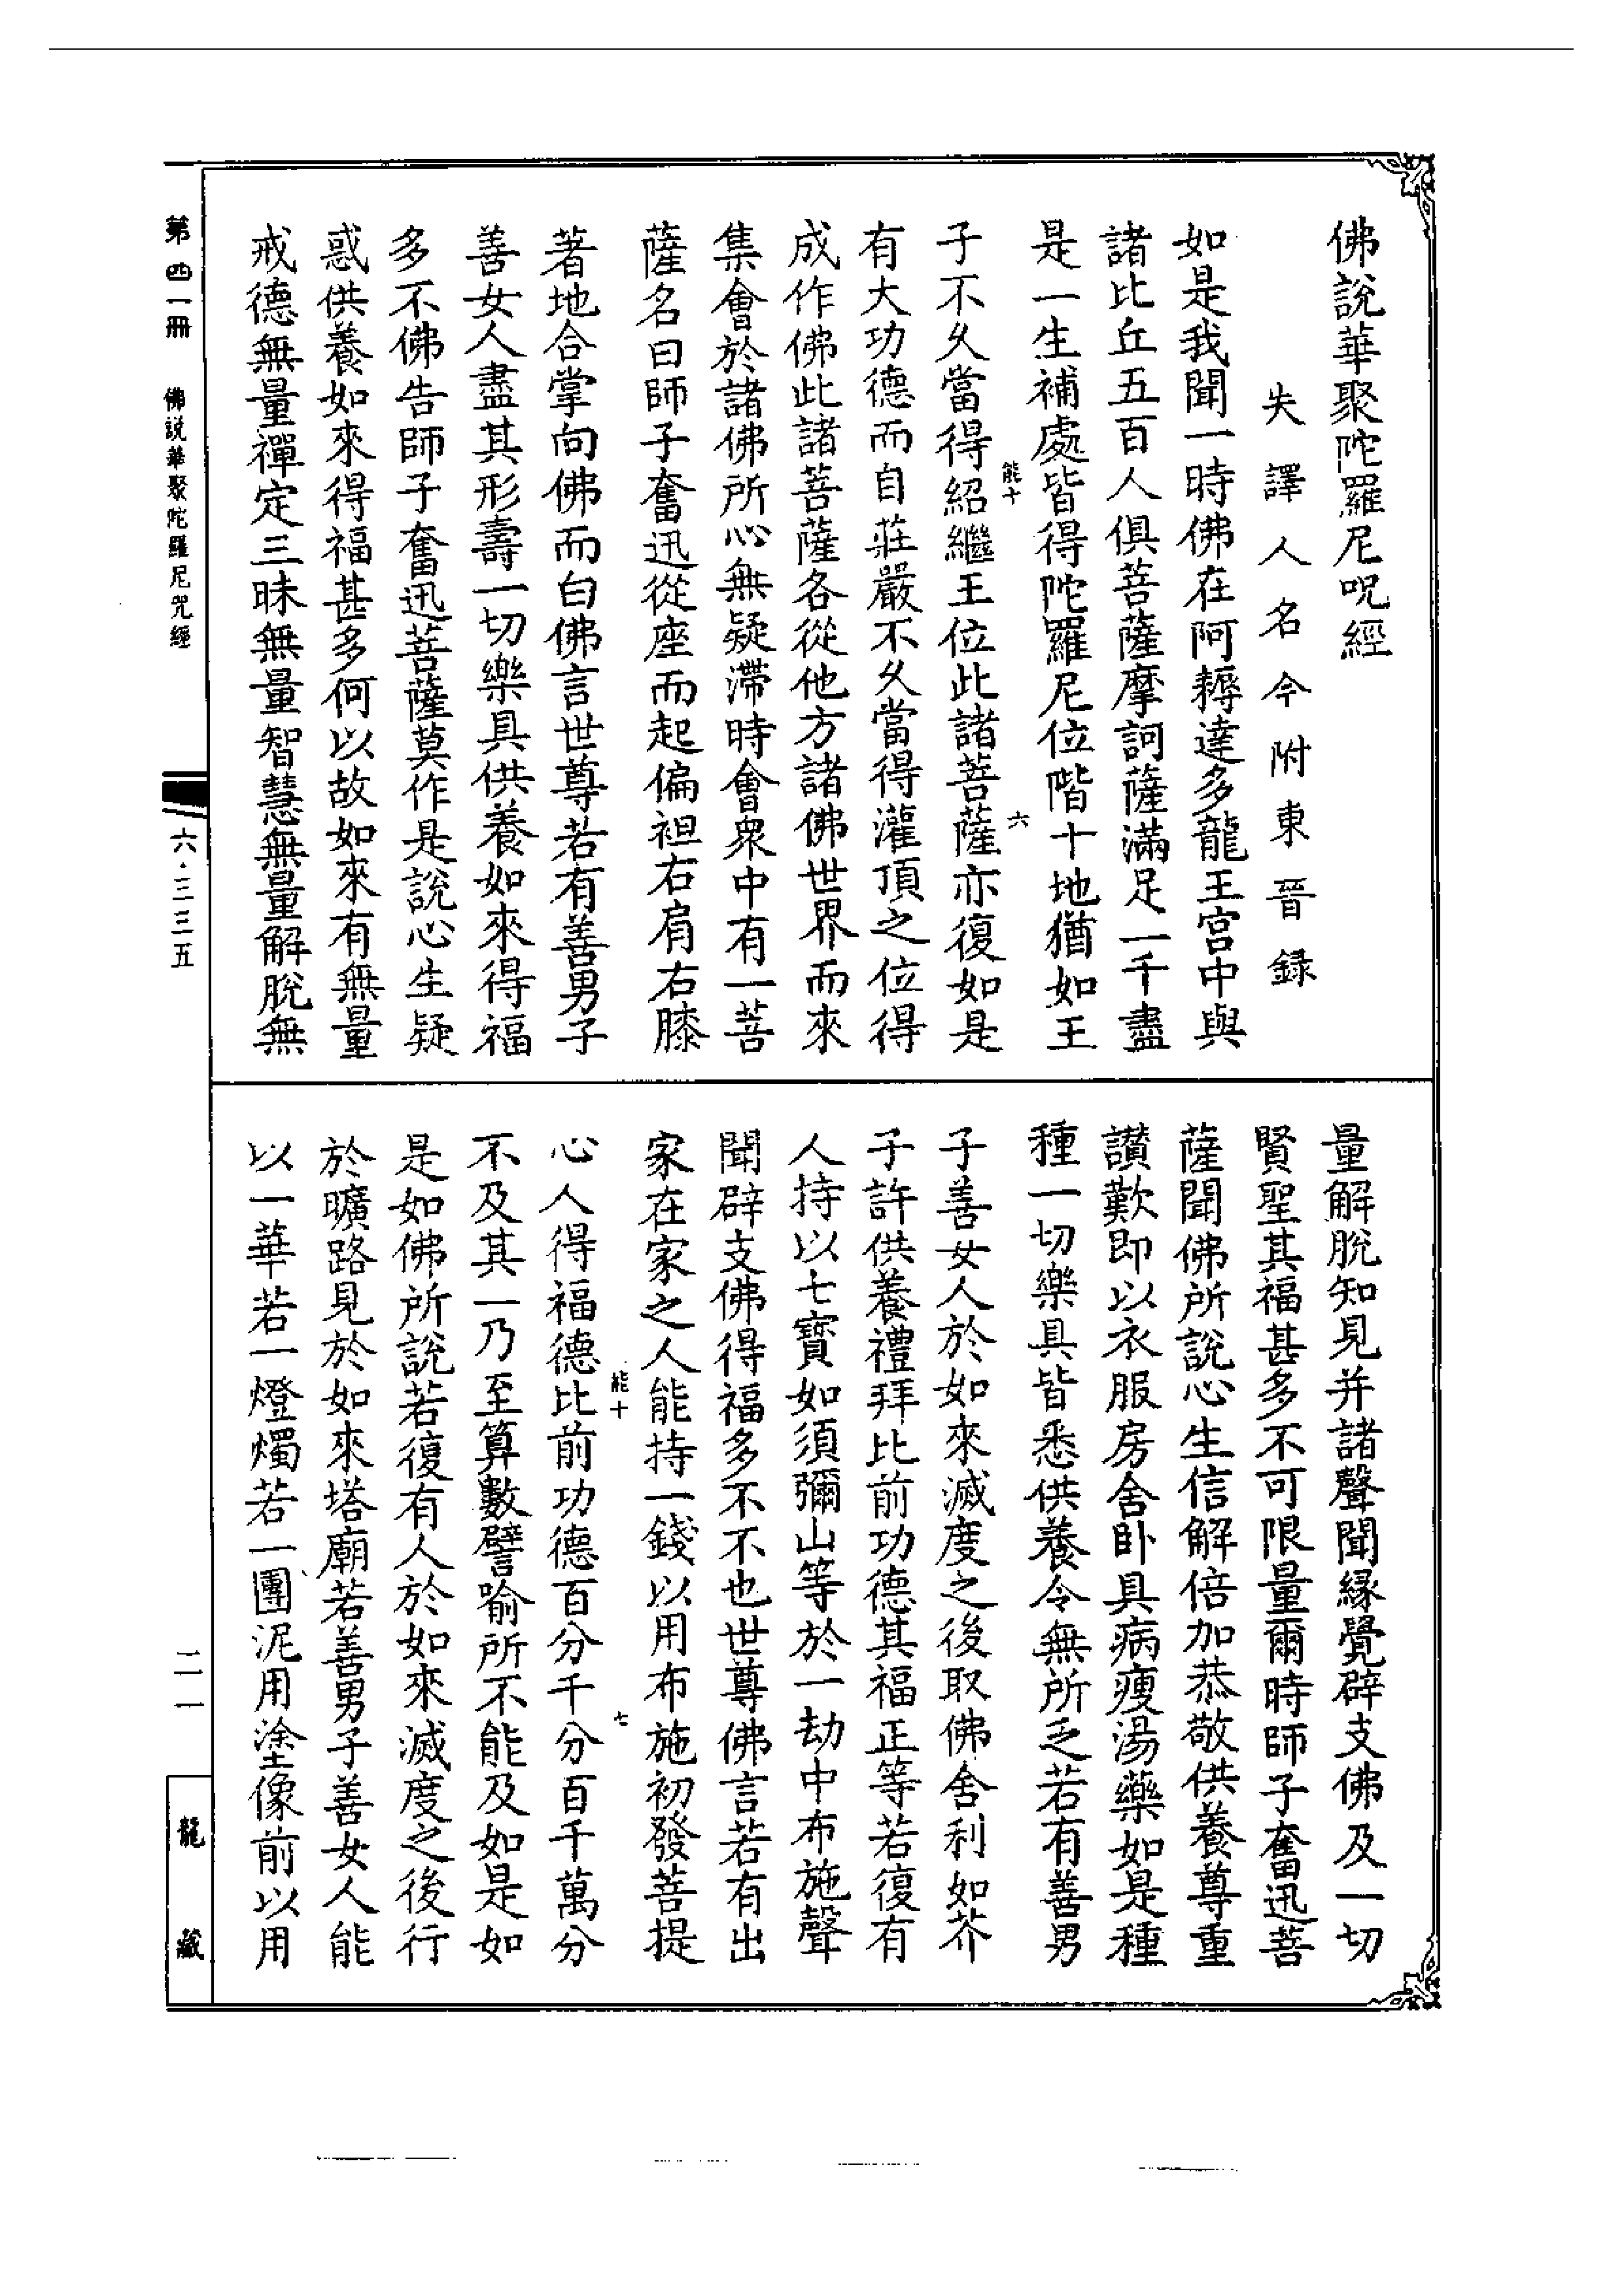 佛說華聚陀羅尼呪經
失譯人名今附東晉錄
如是我聞一時佛在阿耨達多龍王宮中與
諸比丘五百人俱菩薩摩訶薩滿足一千盡
是一生補處皆得陀羅尼位階十地猶如王
能十
六
子不久當得紹繼王位此諸菩薩亦復如是
有大功德而自莊嚴不久當得灌頂之位得
成作佛此諸菩薩各從他方諸佛世界而來
集會於諸佛所心無疑滯時會眾中有一菩
薩名曰師子奮迅從座而起偏袒右肩右膝
著地合掌向佛而白佛言世尊若有善男子
善女人盡其形壽一切樂具供養如來得福
多不佛告師子奮迅菩薩莫作是說心生疑
惑供養如來得福甚多何以故如來有無量
戒德無量禪定三昧無量智慧無量解脫無
量解脫知見并諸聲聞緣覺辟支佛及一切
賢聖其福甚多不可限量爾時師子奮迅菩
薩聞佛所說心生信解倍加恭敬供養尊重
讚歎即以衣服房舍臥具病瘦湯藥如是種
種一切樂具皆悉供養令無所乏若有善男
子善女人於如來滅度之後取佛舍利如芥
子許供養禮拜比前功德其福正等若復有
人持以七寶如須彌山等於一劫中布施聲
聞辟支佛得福多不不也世尊佛言若有出
家在家之人能持一錢以用布施初發菩提
能十
七
心人得福德比前功德百分千分百千萬分
不及其一乃至算數譬喻所不能及如是如
是如佛所說若復有人於如來滅度之後行
於曠路見於如來塔廟若善男子善女人能
以一華若一燈燭若一團泥用塗像前以用
第四一冊
佛說華聚陀羅尼咒經
六·三三五
二一
龍藏